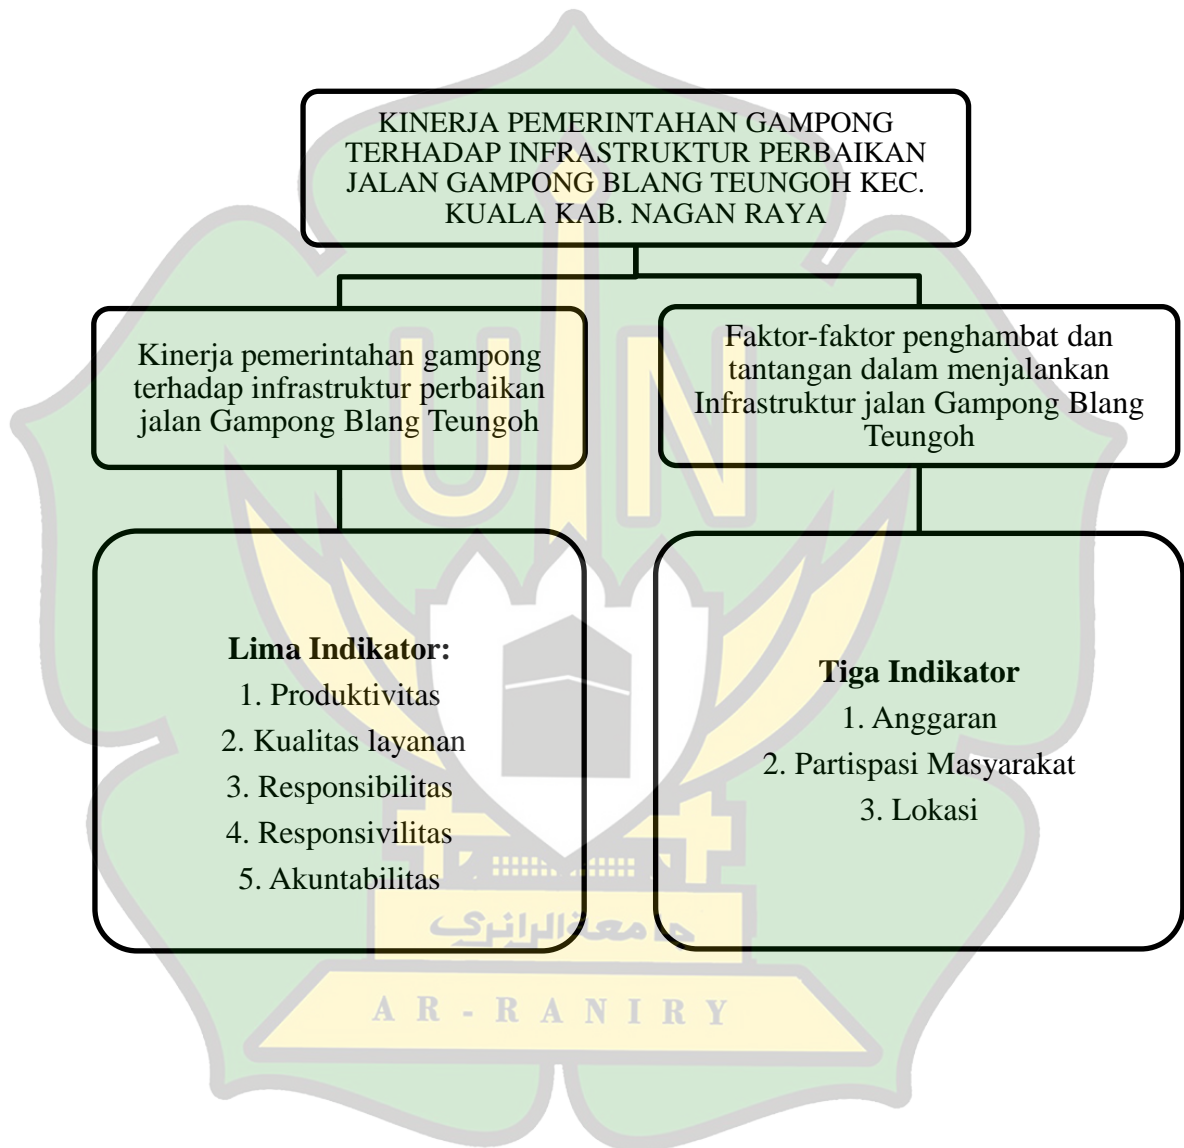 KINERJA PEMERINTAHAN GAMPONG
TERHADAP INFRASTRUKTUR PERBAIKAN
JALAN GAMPONG BLANG TEUNGOH KEC.
KUALA KAB. NAGAN RAYA
Kinerja pemerintahan gampong
terhadap infrastruktur perbaikan
jalan Gampong Blang Teungoh
Faktor-faktor penghambat dan
tantangan dalam menjalankan
Infrastruktur jalan Gampong Blang
Teungoh
UIN
Lima Indikator:
1. Produktivitas
2. Kualitas layanan
3. Responsibilitas
4. Responsivilitas
5. Akuntabilitas
Tiga Indikator
1. Anggaran
2. Partispasi Masyarakat
3. Lokasi
جامعة الرانري
AR-RANIRY